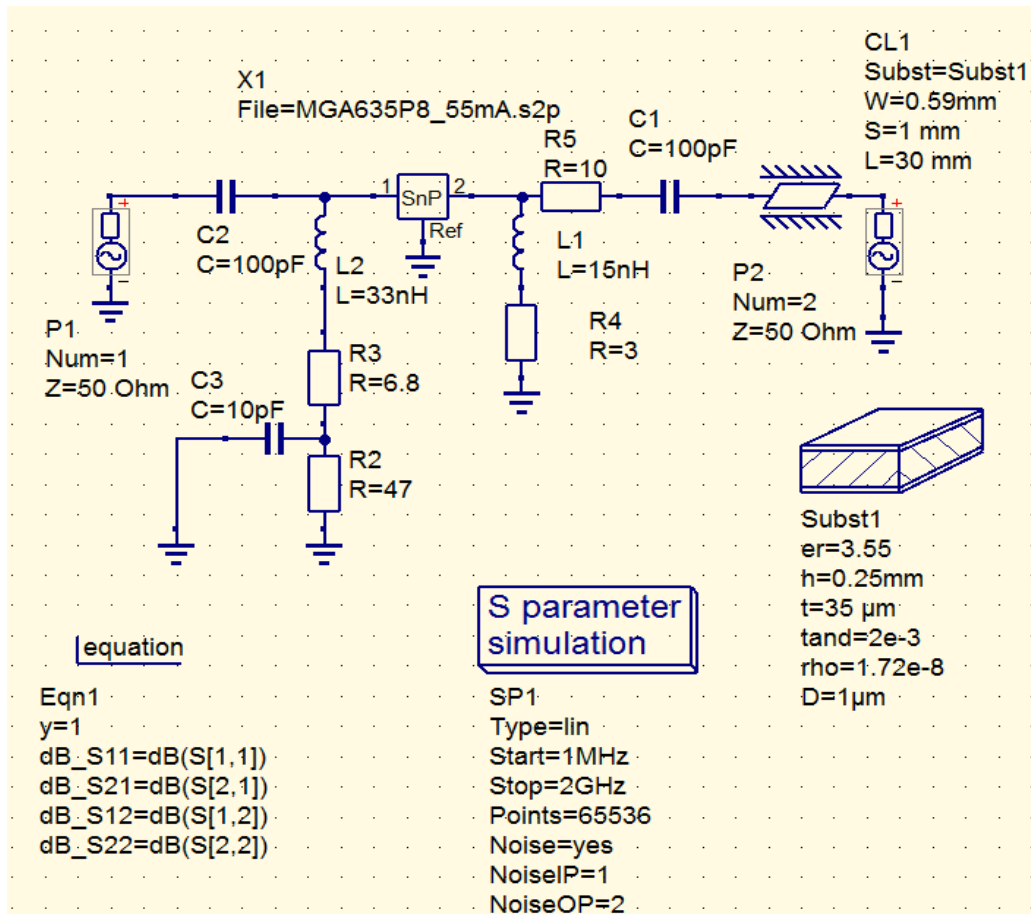 CL1
Subst=Subst1
W=0.59mm
S=1 mm
L=30 mm
X1
File=MGA635P8_55mA.s2p
C1
C=100pF
R5
R=10
1
SnP
2
Ref
+
-
C2
C=100pF
L2
L=33nH
L1
L=15nH
+
-
P2
Num=2
Z=50 Ohm
P1
Num=1
Z=50 Ohm
R4
R=3
R3
R=6.8
C3
C=10pF
R2
R=47
Subst1
er=3.55
h=0.25mm
t=35 µm
tand=2e-3
rho=1.72e-8
D=1µm
equation
Eqn1
y=1
dB_S11=dB(S[1,1])
dB_S21=dB(S[2,1])
dB_S12=dB(S[1,2])
dB_S22=dB(S[2,2])
S parameter
simulation
SP1
Type=lin
Start=1MHz
Stop=2GHz
Points=65536
Noise=yes
NoiseIP=1
NoiseOP=2